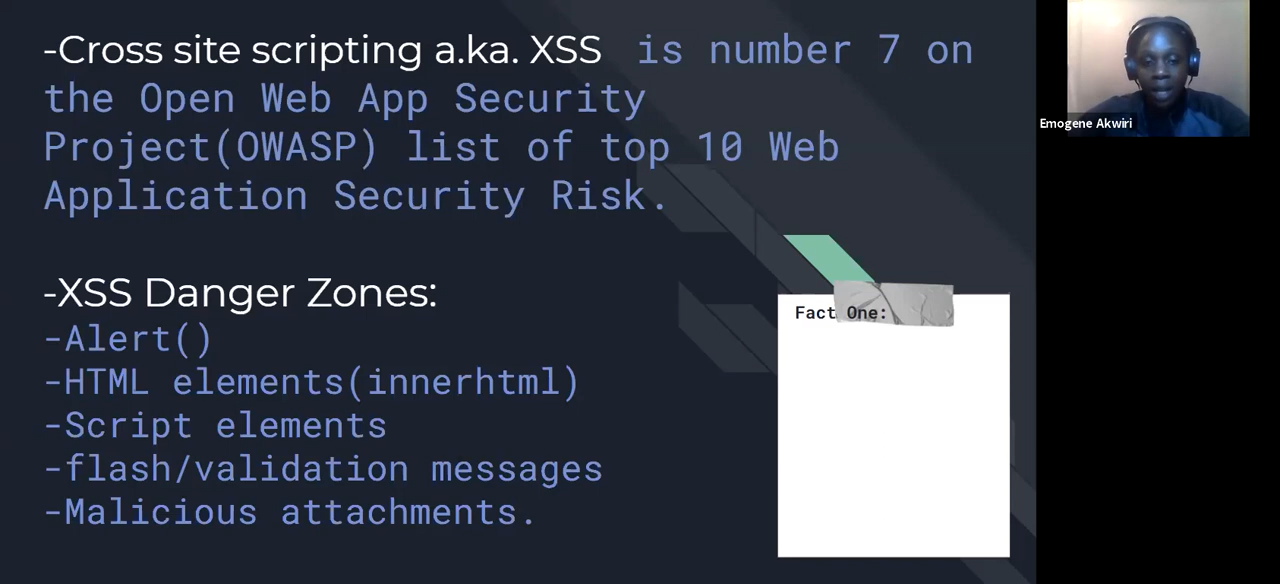 -Cross site scripting a.ka. XSS is number 7 on
the Open Web App Security
Project(OWASP) list of top 10 Web
Application Security Risk.
-XSS Danger Zones:
-Alert()
-HTML elements(innerhtml)
-Script elements
-flash/validation messages
-Malicious attachments.
Fact One:
Emogene Akwiri